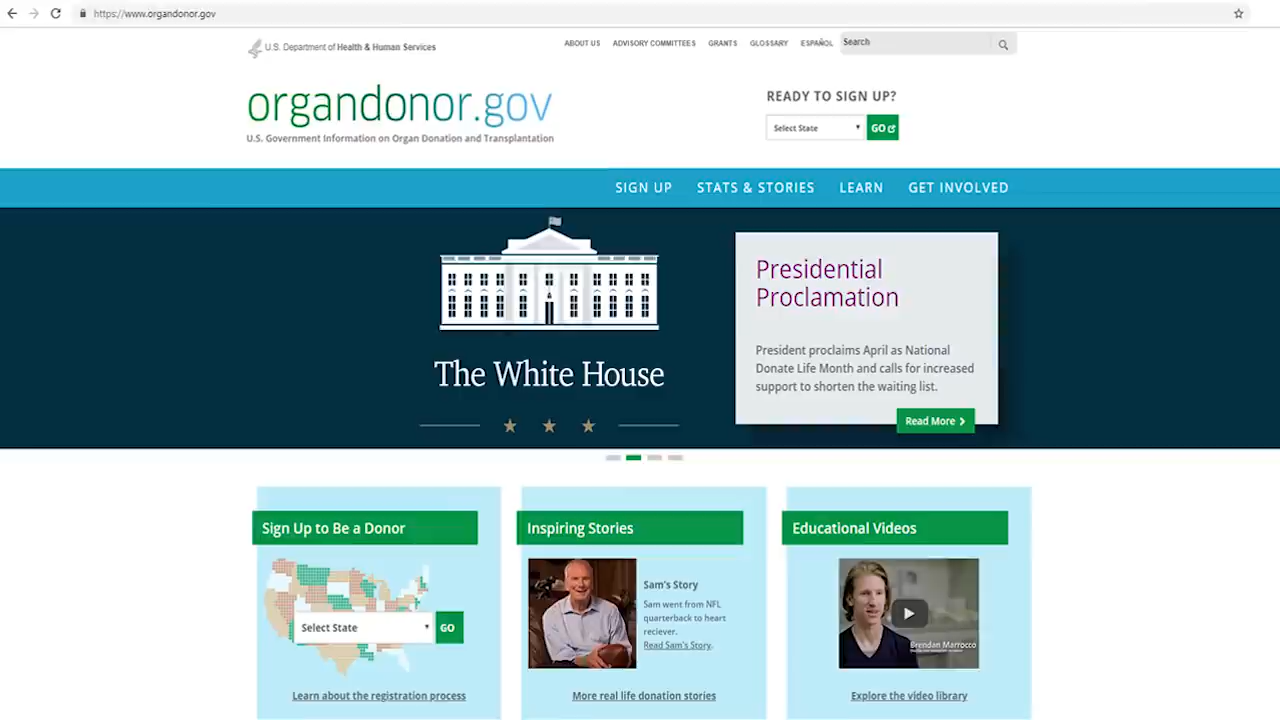 https://www.organdonor.gov
U.S. Department of Health & Human Services
ABOUT US ADVISORY COMMITTEES GRANTS GLOSSARY ESPAÑOL Search
organdonor.gov
U.S. Government Information on Organ Donation and Transplantation
READY TO SIGN UP?
Select State GO
SIGN UP STATS & STORIES LEARN GET INVOLVED
The White House
Presidential
Proclamation
President proclaims April as National
Donate Life Month and calls for increased
support to shorten the waiting list.
Read More
Sign Up to Be a Donor
Select State GO
Learn about the registration process
Inspiring Stories
Sam's Story
Sam went from NFL
quarterback to heart
reciever.
Read Sam's Story.
More real life donation stories
Educational Videos
Brendan Marrocco
Explore the video library